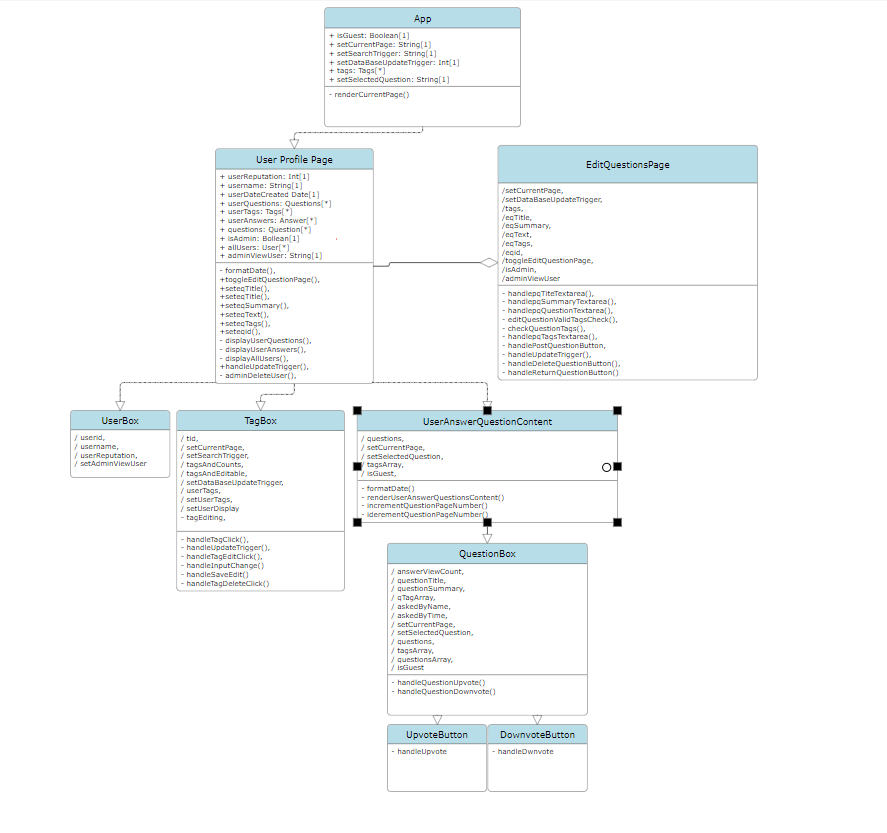 App
+ isGuest: Boolean[1]
+ setCurrentPage: String[1]
+ setSearchTrigger: String[1]
+ setDataBaseUpdateTrigger: Int[1]
+ tags: Tags[*]
+ setSelectedQuestion: String[1]
- renderCurrentPage()
User Profile Page
+ userReputation: Int[1]
+ username: String[1]
+ userDateCreated Date[1]
+ userQuestions: Questions[*]
+ userTags: Tags[*]
+ userAnswers: Answer[*]
+ questions: Question[*]
+ isAdmin: Bollean[1]
+ allUsers: User[*]
+ adminViewUser: String[1]
- formatDate(),
+toggleEditQuestionPage(),
+seteqTitle(),
+seteqTitle(),
+seteqSummary(),
+seteqText(),
+seteqTags(),
+seteqid(),
- displayUserQuestions(),
- displayUserAnswers(),
- displayAllUsers(),
+handleUpdateTrigger(),
- adminDeleteUser(),
EditQuestionsPage
/setCurrentPage,
/setDataBaseUpdateTrigger,
/tags,
/eqTitle,
/eqSummary,
/eqText,
/eqTags,
/eqid,
/toggleEditQuestionPage,
/isAdmin,
/adminViewUser
- handlepqTiteTextarea(),
- handlepqSummaryTextarea(),
- handlepqQuestionTextarea(),
- editQuestionValidTagsCheck(),
- checkQuestionTags(),
- handlepqTagsTextarea(),
- handlePostQuestionButton,
- handleUpdateTrigger(),
- handleDeleteQuestionButton(),
- handleReturnQuestionButton()
UserBox
/ userid,
/ username,
/ userReputation,
/ setAdminViewUser
TagBox
/ tid,
/ setCurrentPage,
/ setSearchTrigger,
/ tagsAndCounts,
/ tagsAndEditable,
/ setDataBaseUpdateTrigger,
/ userTags,
/ setUserTags,
/ setUserDisplay
- tagEditing,
- handleTagClick(),
- handleUpdateTrigger(),
- handleTagEditClick(),
- handleInputChange()
- handleSaveEdit()
- handleTagDeleteClick()
UserAnswerQuestionContent
/ questions,
/ setCurrentPage,
/ setSelectedQuestion,
/ tagsArray,
/ isGuest,
- formatDate()
- renderUserAnswerQuestionsContent()
- incrementQuestionPageNumber()
- iderementQuestionPageNumber()
QuestionBox
/ answerViewCount,
/ questionTitle,
/ questionSummary,
/ qTagArray,
/ askedByName,
/ askedByTime,
/ setCurrentPage,
/ setSelectedQuestion,
/ questions,
/ tagsArray,
/ questionsArray,
/ isGuest
- handleQuestionUpvote()
- handleQuestionDownvote()
UpvoteButton
- handleUpvote
DownvoteButton
- handleDwnvote